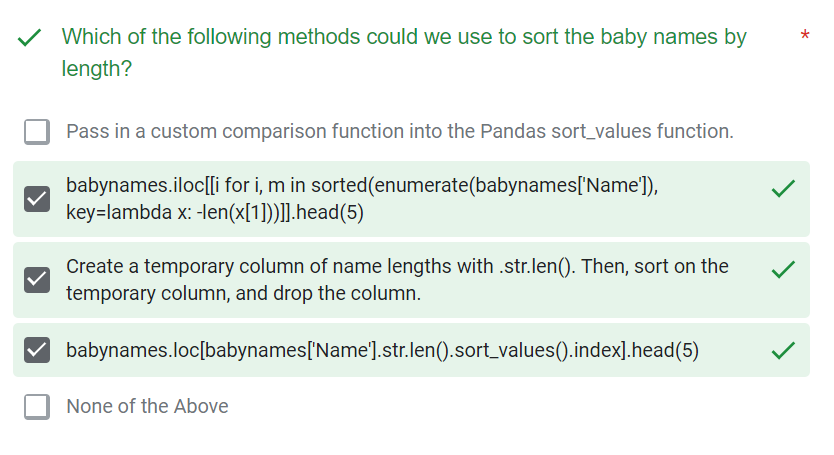 Which of the following methods could we use to sort the baby names by *
length?
Pass in a custom comparison function into the Pandas sort_values function.
babynames.iloc[[i for i, m in sorted(enumerate(babynames['Name']),
key=lambda x: -len(x[1]))]].head(5)
Create a temporary column of name lengths with .str.len(). Then, sort on the
temporary column, and drop the column.
babynames.loc[babynames['Name'].str.len().sort_values().index].head(5)
None of the Above